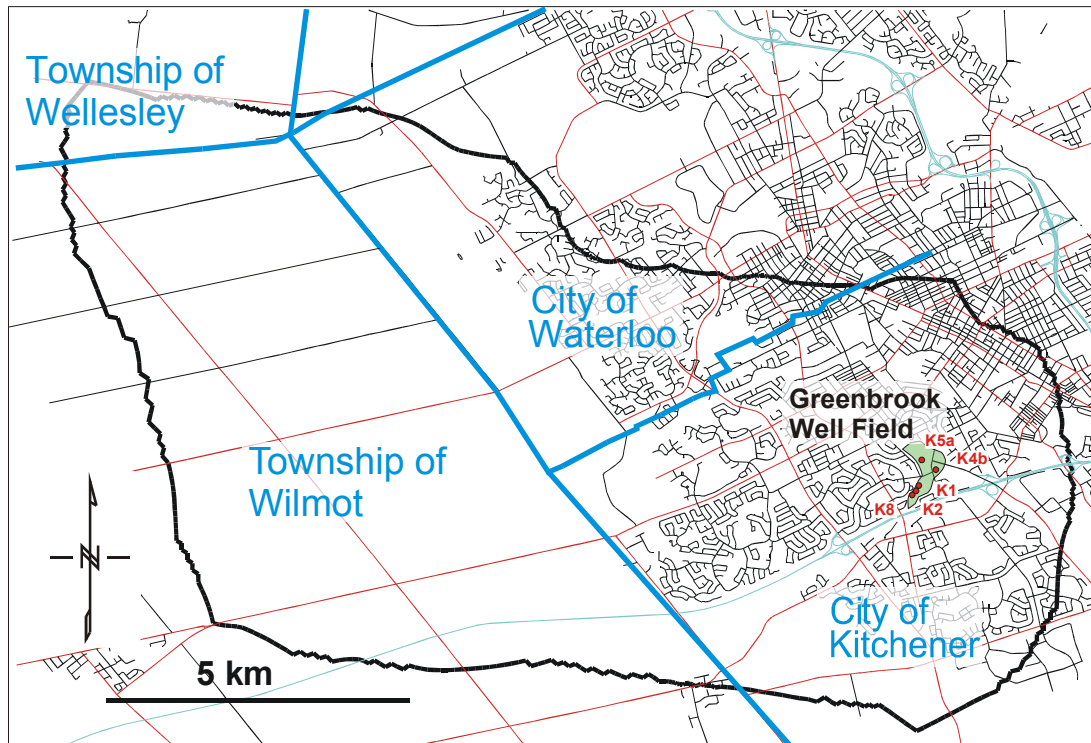 Township of
Wellesley
City of
Waterloo
Greenbrook
Well Field
K5a
K4b
K1
K2
K8
Township of
Wilmot
N
City of
Kitchener
5 km